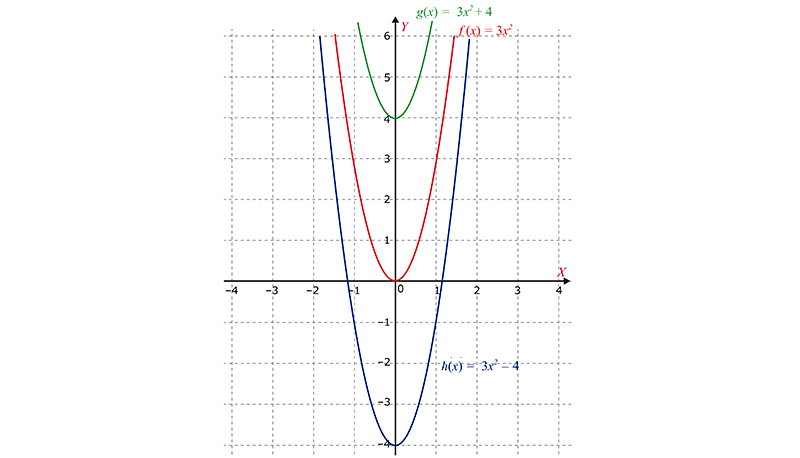 g(x) = 3x² + 4
Y
f(x) = 3x²
6
5
4
3
2
1
X
–4 –3 –2 –1 0 1 2 3 4
–1
–2
h(x) = 3x² – 4
–3
–4